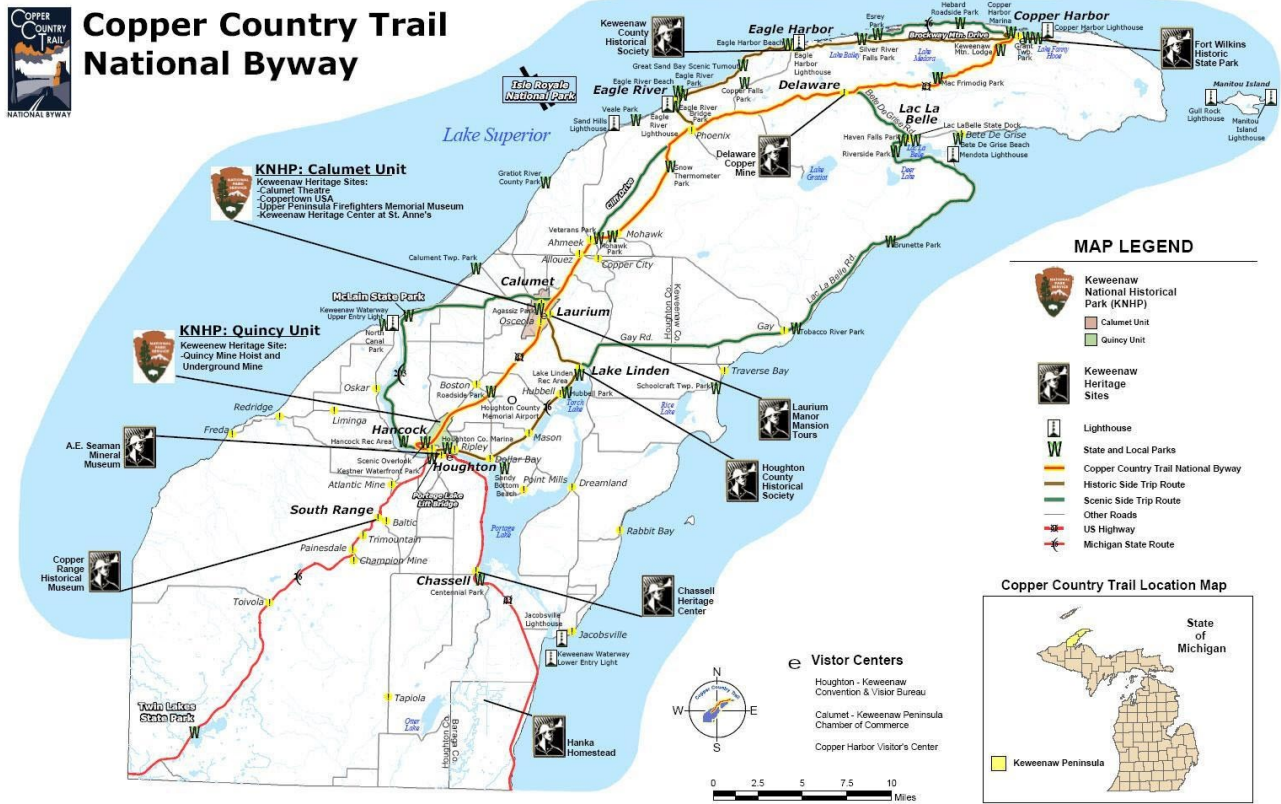 COPPER
COUNTRY
TRAIL
NATIONAL BYWAY
Copper Country Trail
National Byway
Isle Royale
National Park
Lake Superior
Keweenaw
County
Historical
Society
Eagle Harbor
Eagle Harbor Beach
Eagle
Harbor
Lighthouse
Esrey
Park
Hebard
Roadside Park
Copper
Harbor
Marina
Copper Harbor
Copper Harbor Lighthouse
Brockway Mtn. Drive
Silver River
Falls Park
Lake Bailey
Lake
Medora
Keweenaw
Mtn. Lodge
Grant
Twp.
Park
Lake Fanny
Hooe
Fort Wilkins
Historic
State Park
Great Sand Bay Scenic Turnout
Eagle River Beach
Eagle River
Park
Eagle River
Copper Falls
Park
Delaware
Mac Frimodig Park
Manitou Island
Gull Rock
Lighthouse
Manitou
Island
Lighthouse
Veale Park
Sand Hills
Lighthouse
Eagle
River
Lighthouse
Eagle River
Bridge
Park
Phoenix
Bete De Grise Rd.
Lac La
Belle
Lac LaBelle State Dock
Haven Falls Park
Bete De Grise
Bete De Grise Beach
Riverside Park
Lac La
Belle
Mendota Lighthouse
Deer
Lake
Delaware
Copper
Mine
Lake
Gratiot
Snow
Thermometer
Park
Gratiot River
County Park
Cliff Drive
KNHP: Calumet Unit
Keweenaw Heritage Sites:
-Calumet Theatre
-Coppertown USA
-Upper Peninsula Firefighters Memorial Museum
-Keweenaw Heritage Center at St. Anne's
Veterans Park
Mohawk
Ahmeek
Mohawk
Park
Allouez
Copper City
Brunette Park
Calument Twp. Park
Calumet
McLain State Park
Keweenaw Waterway
Upper Entry Light
Agassiz Park
Laurium
Osceola
North
Canal
Park
Houghton Co.
Keweenaw Co.
Lac La Belle Rd.
Gay
Tobacco River Park
Gay Rd.
KNHP: Quincy Unit
Keweenew Heritage Site:
-Quincy Mine Hoist and
Underground Mine
Lake Linden
Lake Linden
Rec Area
Hubbell
Hubbell Park
Torch
Lake
Traverse Bay
Schoolcraft Twp. Park
Rice
Lake
Boston
Roadside Park
Houghton County
Memorial Airport
26
26
Oskar
Redridge
Freda
Liminga
Laurium
Manor
Mansion
Tours
Hancock
Hancock Rec Area
Houghton Co. Marina
Ripley
Mason
A.E. Seaman
Mineral
Museum
Scenic Overlook
Kestner Waterfront Park
Houghton
Dollar Bay
Sandy
Bottom
Beach
Point Mills
Dreamland
Houghton
County
Historical
Society
Portage Lake
Lift Bridge
Atlantic Mine
South Range
Baltic
Trimountain
Painesdale
Champion Mine
Portage
Lake
Rabbit Bay
Copper
Range
Historical
Museum
26
Toivola
Chassell
Centennial Park
Chassell
Heritage
Center
Jacobsville
Lighthouse
Jacobsville
Keweenaw Waterway
Lower Entry Light
Twin Lakes
State Park
Tapiola
Otter
Lake
Houghton Co.
Baraga Co.
Hanka
Homestead
N
W
E
S
Copper Country Trail
MAP LEGEND
Keweenaw
National Historical
Park (KNHP)
Calumet Unit
Quincy Unit
Keweenaw
Heritage
Sites
Lighthouse
State and Local Parks
Copper Country Trail National Byway
Historic Side Trip Route
Scenic Side Trip Route
Other Roads
US Highway
Michigan State Route
Vistor Centers
Houghton - Keweenaw
Convention & Visior Bureau
Calumet - Keweenaw Peninsula
Chamber of Commerce
Copper Harbor Visitor's Center
0 2.5 5 7.5 10
Miles
Copper Country Trail Location Map
State
of
Michigan
Keweenaw Peninsula